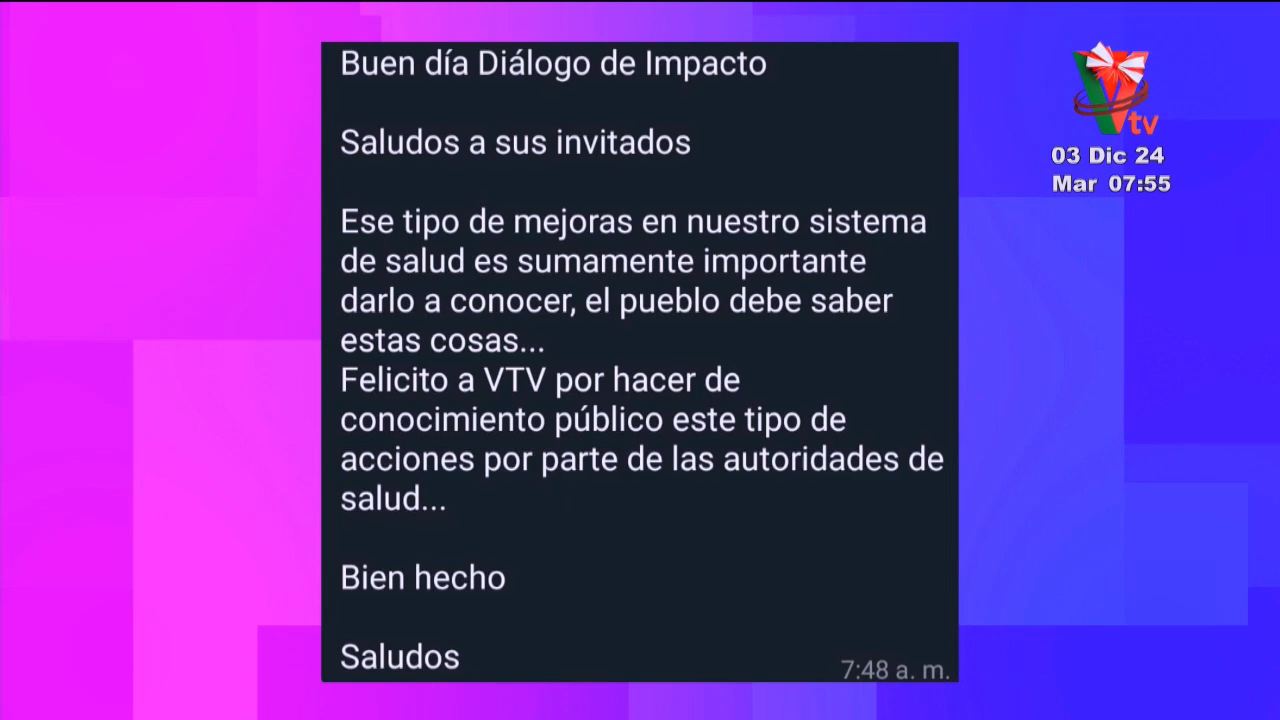 Buen día Diálogo de Impacto
Saludos a sus invitados
Ese tipo de mejoras en nuestro sistema
de salud es sumamente importante
darlo a conocer, el pueblo debe saber
estas cosas...
Felicito a VTV por hacer de
conocimiento público este tipo de
acciones por parte de las autoridades de
salud...
Bien hecho
Saludos
7:48 a. m.
Vtv
03 Dic 24
Mar 07:55